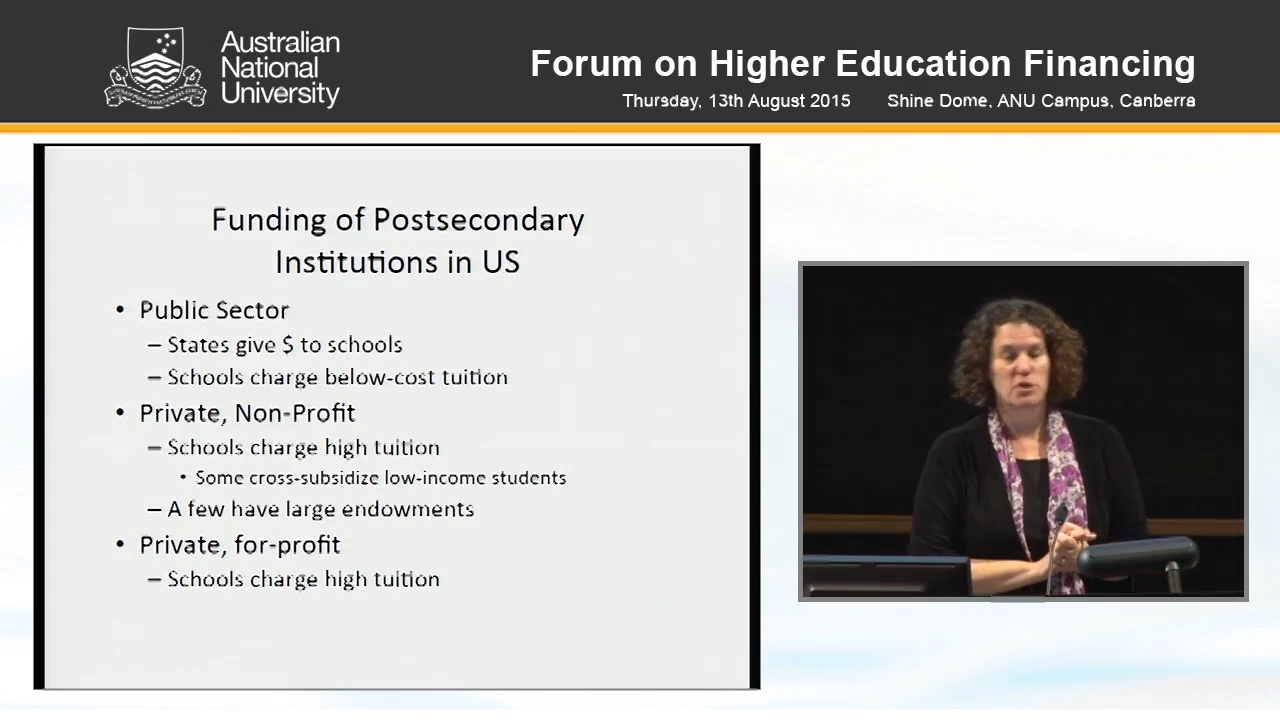 Australian
National
University
Forum on Higher Education Financing
Thursday, 13th August 2015 Shine Dome, ANU Campus, Canberra
Funding of Postsecondary
Institutions in US
• Public Sector
– States give $ to schools
– Schools charge below-cost tuition
• Private, Non-Profit
– Schools charge high tuition
• Some cross-subsidize low-income students
– A few have large endowments
• Private, for-profit
– Schools charge high tuition